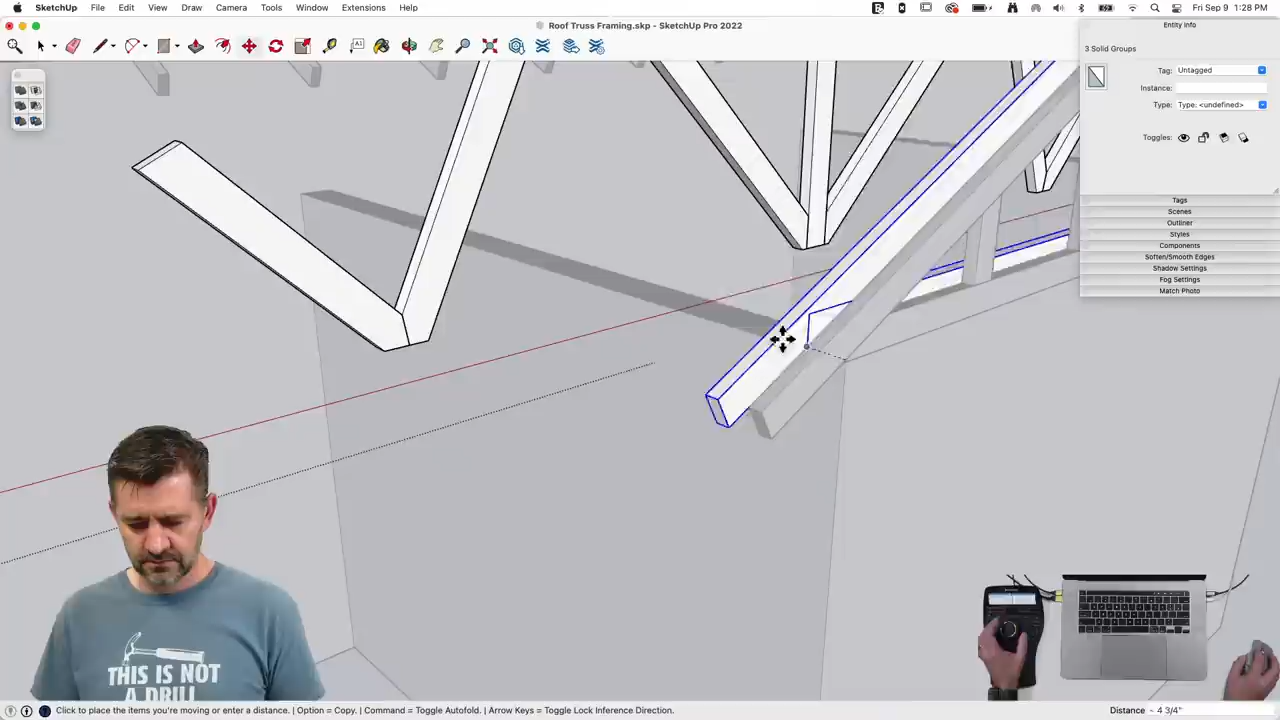 SketchUp File Edit View Draw Camera Tools Window Extensions Help
Fri Sep 9 1:28 PM
Roof Truss Framing.skp - SketchUp Pro 2022
Entity Info
3 Solid Groups
Tag: Untagged
Instance:
Type: Type: <undefined>
Toggles:
Tags
Scenes
Outliner
Styles
Components
Soften/Smooth Edges
Shadow Settings
Fog Settings
Match Photo
THIS IS NOT
A DRILL
Click to place the items you're moving or enter a distance. | Option = Copy. | Command = Toggle Autofold. | Arrow Keys = Toggle Lock Inference Direction.
Distance ~ 4 3/4"